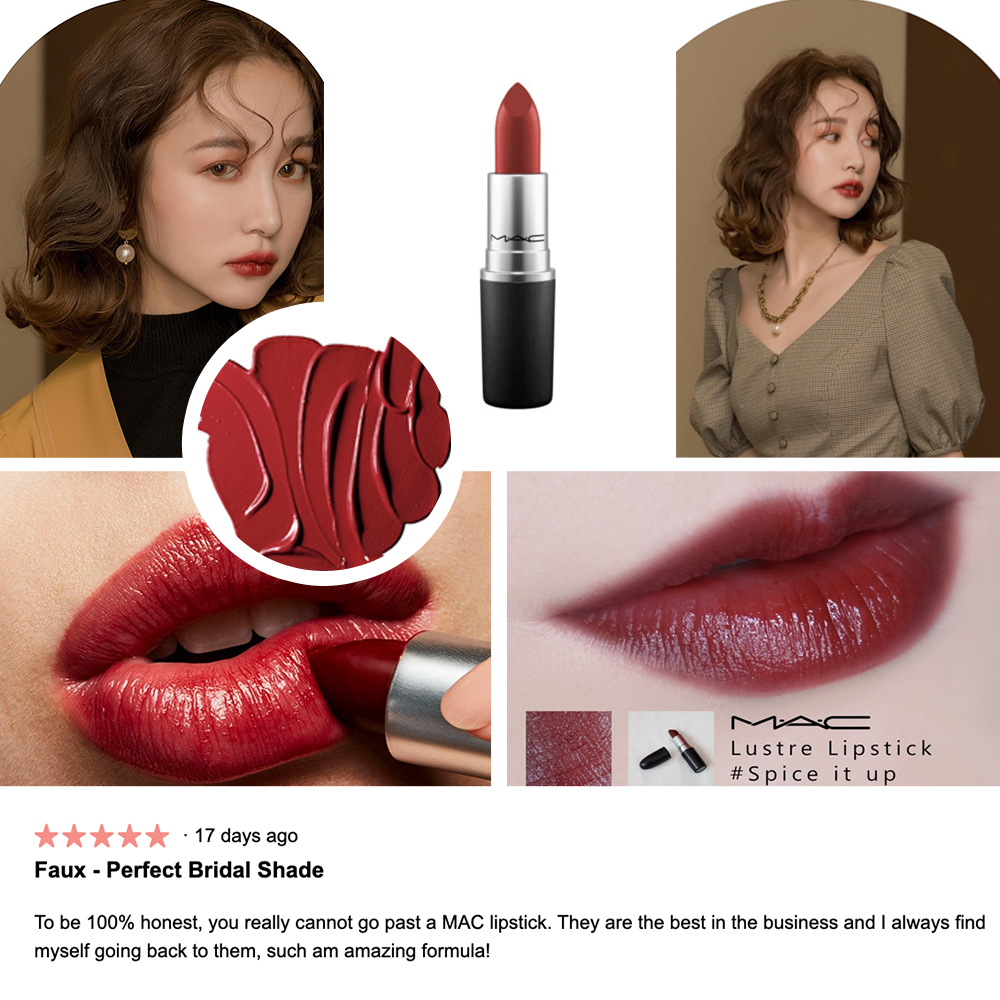 MAC
MAC
Lustre Lipstick
#Spice it up
· 17 days ago
Faux - Perfect Bridal Shade
To be 100% honest, you really cannot go past a MAC lipstick. They are the best in the business and I always find
myself going back to them, such am amazing formula!